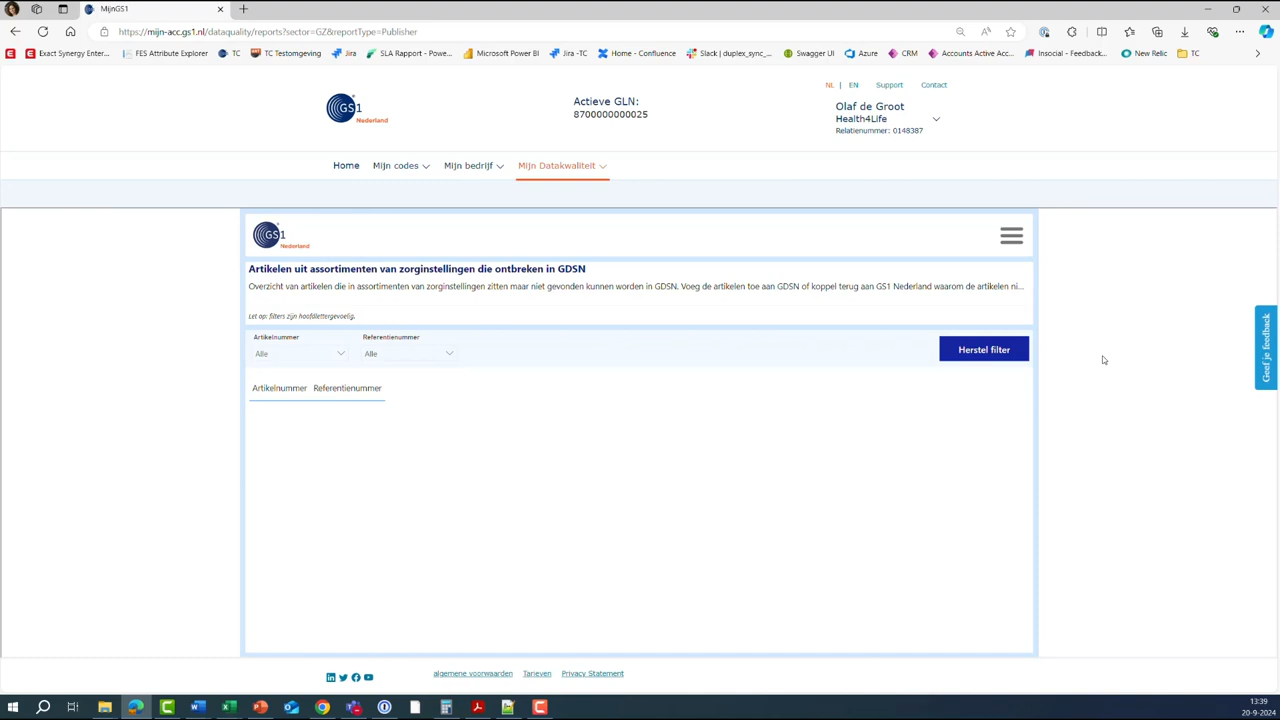 MijnGS1
https://mijn-acc.gs1.nl/dataquality/reports?sector=GZ&reportType=Publisher
Exact Synergy Enter... FES Attribute Explorer TC TC Testomgeving Jira SLA Rapport - Powe... Microsoft Power BI Jira -TC Home - Confluence Slack | duplex_sync_... Swagger UI Azure CRM Accounts Active Acc... Insocial - Feedback... New Relic TC
NL | EN Support Contact
GS1 Nederland
Actieve GLN:
8700000000025
Olaf de Groot
Health4Life
Relatienummer: 0148387
Home Mijn codes Mijn bedrijf Mijn Datakwaliteit
GS1 Nederland
Artikelen uit assortimenten van zorginstellingen die ontbreken in GDSN
Overzicht van artikelen die in assortimenten van zorginstellingen zitten maar niet gevonden kunnen worden in GDSN. Voeg de artikelen toe aan GDSN of koppel terug aan GS1 Nederland waarom de artikelen ni...
Let op: filters zijn hoofdlettergevoelig.
Artikelnummer Referentienummer
Alle Alle
Herstel filter
Geef je feedback
Artikelnummer Referentienummer
algemene voorwaarden Tarieven Privacy Statement
13:39
20-9-2024